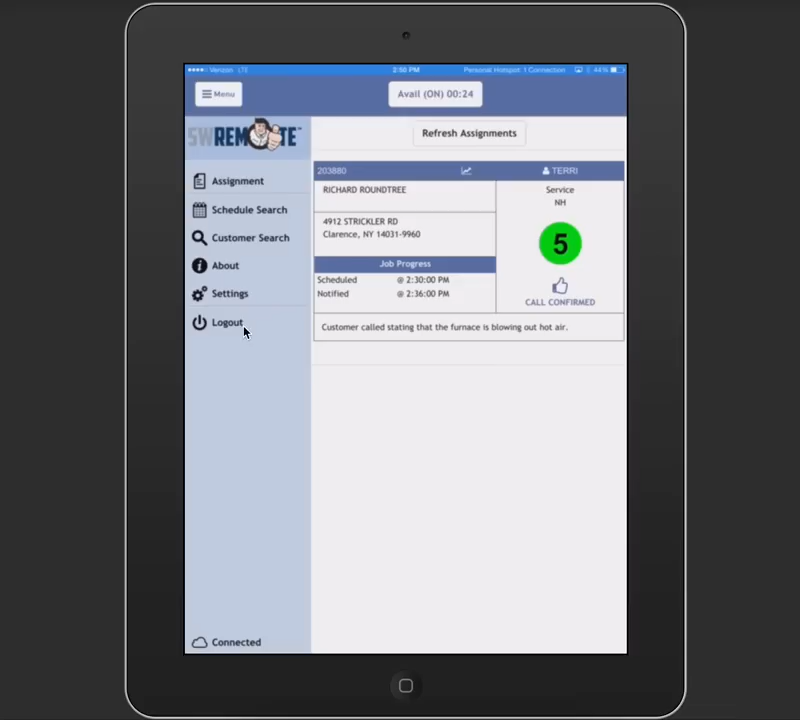 Verizon LTE 2:50 PM Personal Hotspot: 1 Connection 44%
Menu
Avail (ON) 00:24
SWREMOTE™
Refresh Assignments
Assignment
Schedule Search
Customer Search
About
Settings
Logout
Connected
203880
TERRI
RICHARD ROUNDTREE
4912 STRICKLER RD
Clarence, NY 14031-9960
Job Progress
Scheduled @ 2:30:00 PM
Notified @ 2:36:00 PM
Service
NH
5
CALL CONFIRMED
Customer called stating that the furnace is blowing out hot air.